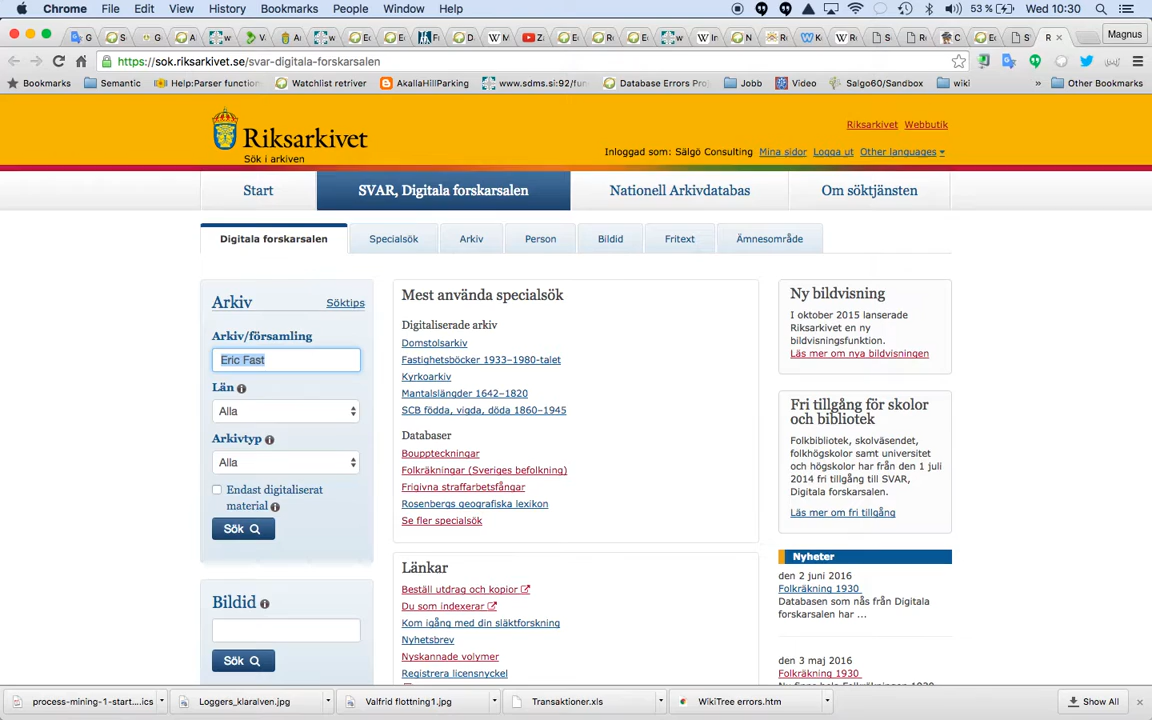 Chrome File Edit View History Bookmarks People Window Help 53 % Wed 10:30
Magnus
https://sok.riksarkivet.se/svar-digitala-forskarsalen
Bookmarks Semantic Help:Parser function Watchlist retriever AkallaHillParking www.sdms.si:92/fun Database Errors Proj Jobb Video Salgo60/Sandbox wiki » Other Bookmarks
Riksarkivet
Sök i arkiven
Riksarkivet Webbutik
Inloggad som: Sälgö Consulting Mina sidor Logga ut Other languages
Start SVAR, Digitala forskarsalen Nationell Arkivdatabas Om söktjänsten
Digitala forskarsalen Specialsök Arkiv Person Bildid Fritext Ämnesområde
Arkiv Söktips
Arkiv/församling
Eric Fast
Län
Alla
Arkivtyp
Alla
Endast digitaliserat
material
Sök
Bildid
Sök
Mest använda specialsök
Digitaliserade arkiv
Domstolsarkiv
Fastighetsböcker 1933–1980-talet
Kyrkoarkiv
Mantalslängder 1642–1820
SCB födda, vigda, döda 1860–1945
Databaser
Bouppteckningar
Folkräkningar (Sveriges befolkning)
Frigivna straffarbetsfångar
Rosenbergs geografiska lexikon
Se fler specialsök
Länkar
Beställ utdrag och kopior
Du som indexerar
Kom igång med din släktforskning
Nyhetsbrev
Nyskannade volymer
Registrera licensnyckel
Ny bildvisning
I oktober 2015 lanserade
Riksarkivet en ny
bildvisningsfunktion.
Läs mer om nya bildvisningen
Fri tillgång för skolor
och bibliotek
Folkbibliotek, skolväsendet,
folkhögskolor samt universitet
och högskolor har från den 1 juli
2014 fri tillgång till SVAR,
Digitala forskarsalen.
Läs mer om fri tillgång
Nyheter
den 2 juni 2016
Folkräkning 1930
Databasen som nås från Digitala
forskarsalen har ...
den 3 maj 2016
Folkräkning 1930
process-mining-1-start....ics Loggers_klaralven.jpg Valfrid flottning1.jpg Transaktioner.xls WikiTree errors.htm Show All